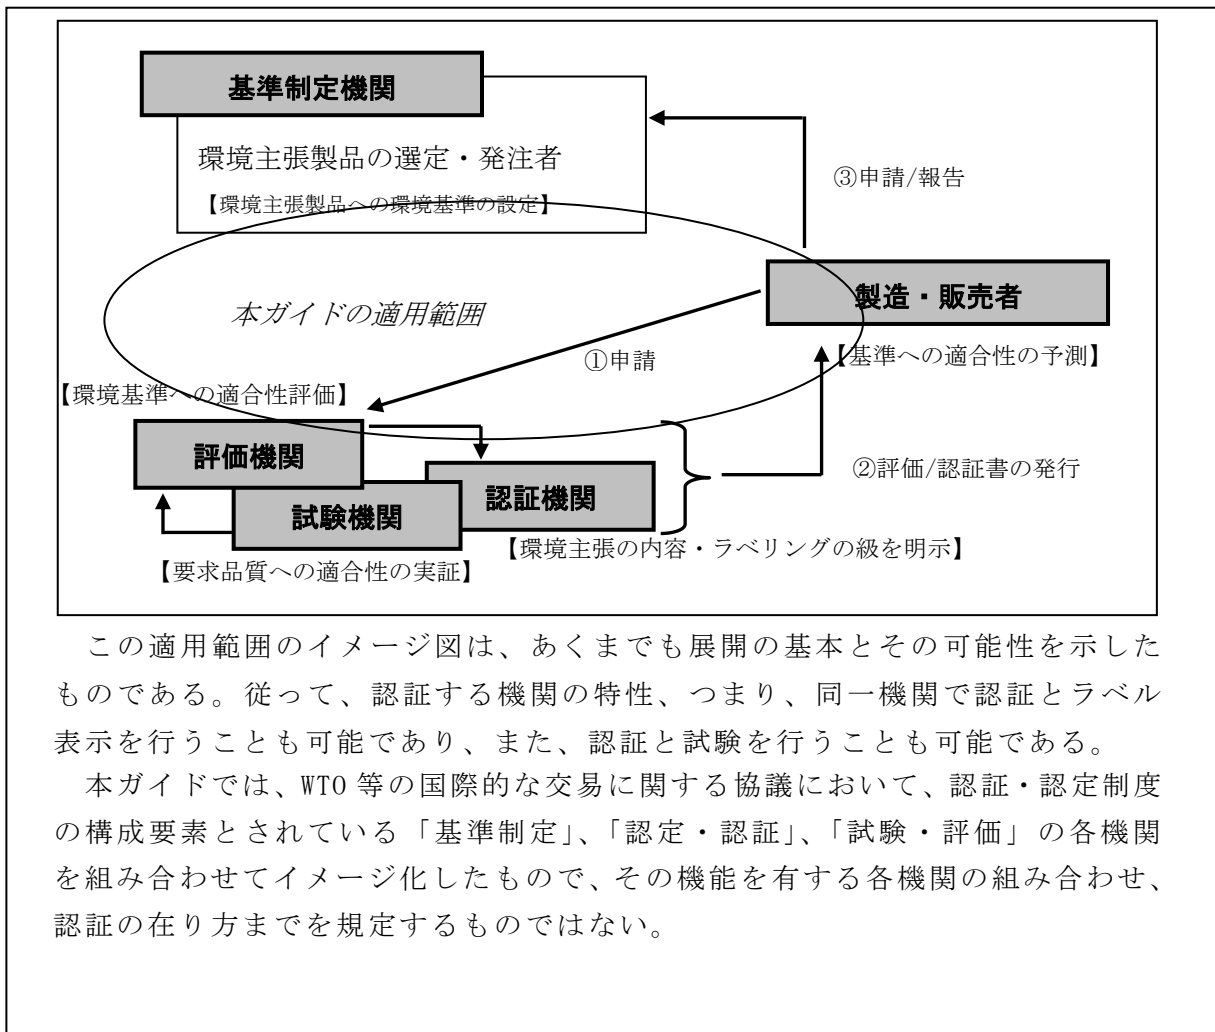 基準制定機関
環境主張製品の選定・発注者
【環境主張製品への環境基準の設定】
③申請/報告
製造・販売者
本ガイドの適用範囲
【基準への適合性の予測】
①申請
【環境基準への適合性評価】
評価機関
②評価/認証書の発行
認証機関
試験機関
【環境主張の内容・ラベリングの級を明示】
【要求品質への適合性の実証】
この適用範囲のイメージ図は、あくまでも展開の基本とその可能性を示した
ものである。従って、認証する機関の特性、つまり、同一機関で認証とラベル
表示を行うことも可能であり、また、認証と試験を行うことも可能である。
本ガイドでは、WTO 等の国際的な交易に関する協議において、認証・認定制度
の構成要素とされている「基準制定」、「認定・認証」、「試験・評価」の各機関
を組み合わせてイメージ化したもので、その機能を有する各機関の組み合わせ、
認証の在り方までを規定するものではない。